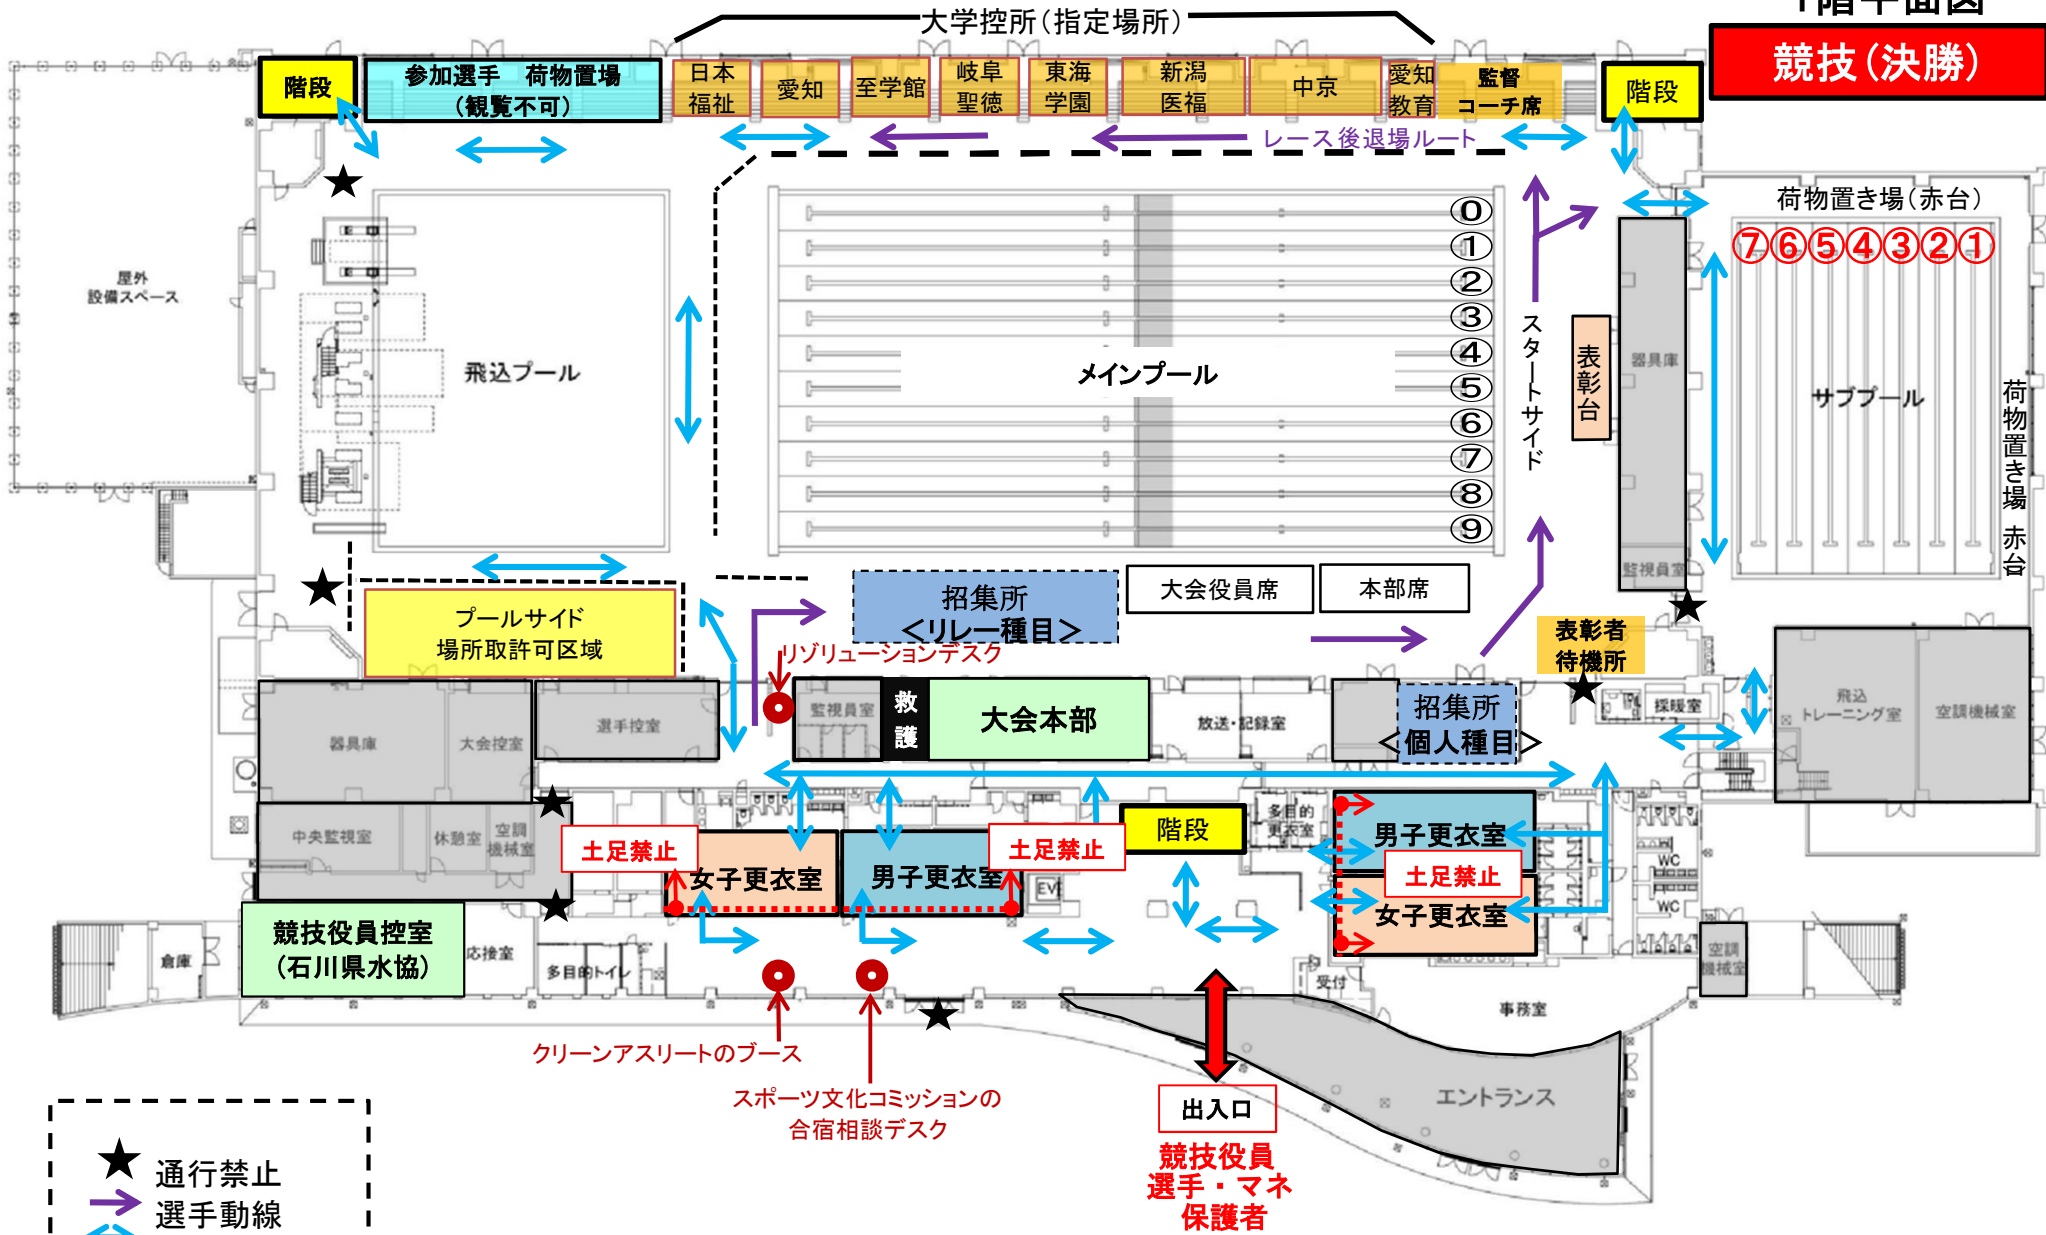 1階平面図
大学控所(指定場所)
競技(決勝)
階段
参加選手　荷物置場
(観覧不可)
日本
福祉
愛知
至学館
岐阜
聖徳
東海
学園
新潟
医福
中京
愛知
教育
監督
コーチ席
階段
レース後退場ルート
荷物置き場(赤台)
⑦⑥⑤④③②①
屋外
設備スペース
飛込プール
メインプール
⓪
①
②
③
④
⑤
⑥
⑦
⑧
⑨
スタートサイド
表彰台
器具庫
サブプール
荷物置き場 赤台
監視員室
プールサイド
場所取許可区域
招集所
<リレー種目>
大会役員席
本部席
表彰者
待機所
リゾリューションデスク
器具庫
大会控室
選手控室
監視員室
救護
大会本部
放送・記録室
招集所
<個人種目>
採暖室
飛込
トレーニング室
空調機械室
中央監視室
休憩室
空調
機械室
土足禁止
女子更衣室
男子更衣室
土足禁止
階段
多目的
更衣室
男子更衣室
土足禁止
女子更衣室
WC
WC
EV
競技役員控室
(石川県水協)
応接室
倉庫
多目的トイレ
受付
事務室
空調
機械室
クリーンアスリートのブース
スポーツ文化コミッションの
合宿相談デスク
出入口
競技役員
選手・マネ
保護者
エントランス
通行禁止
選手動線